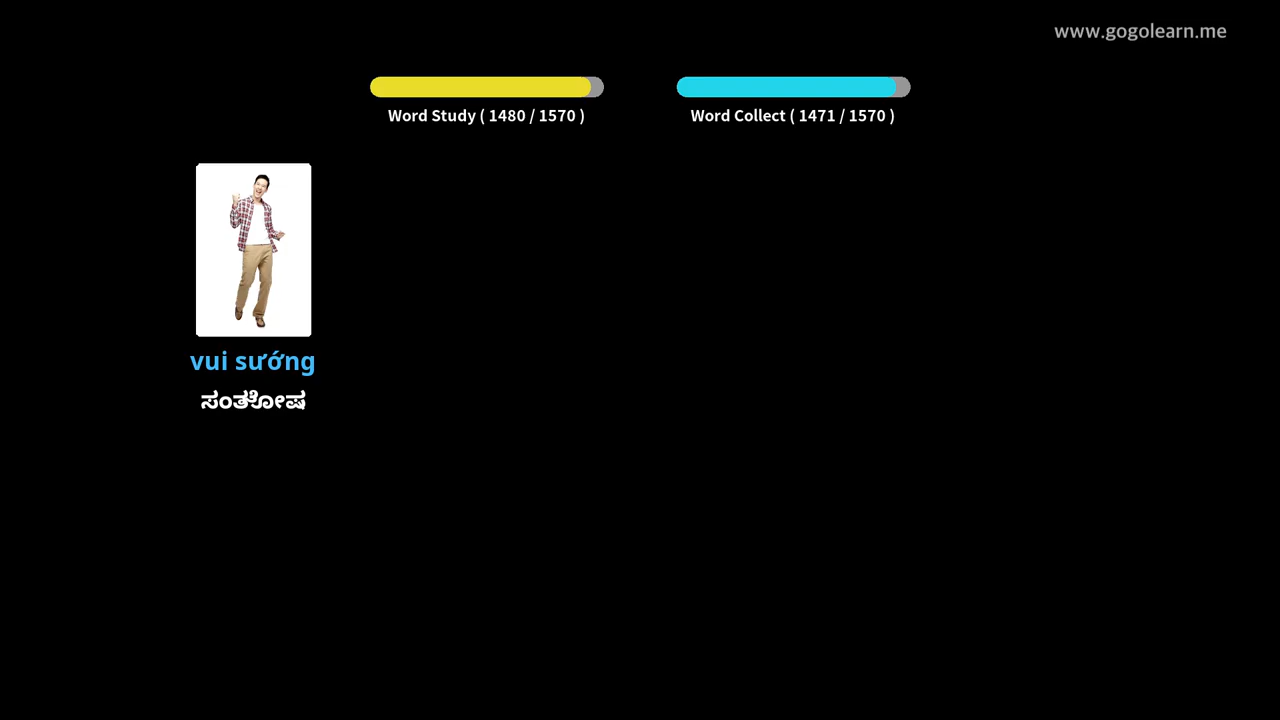 www.gogolearn.me
Word Study ( 1480 / 1570 )
Word Collect ( 1471 / 1570 )
vui sướng
ಸಂತೋಷ